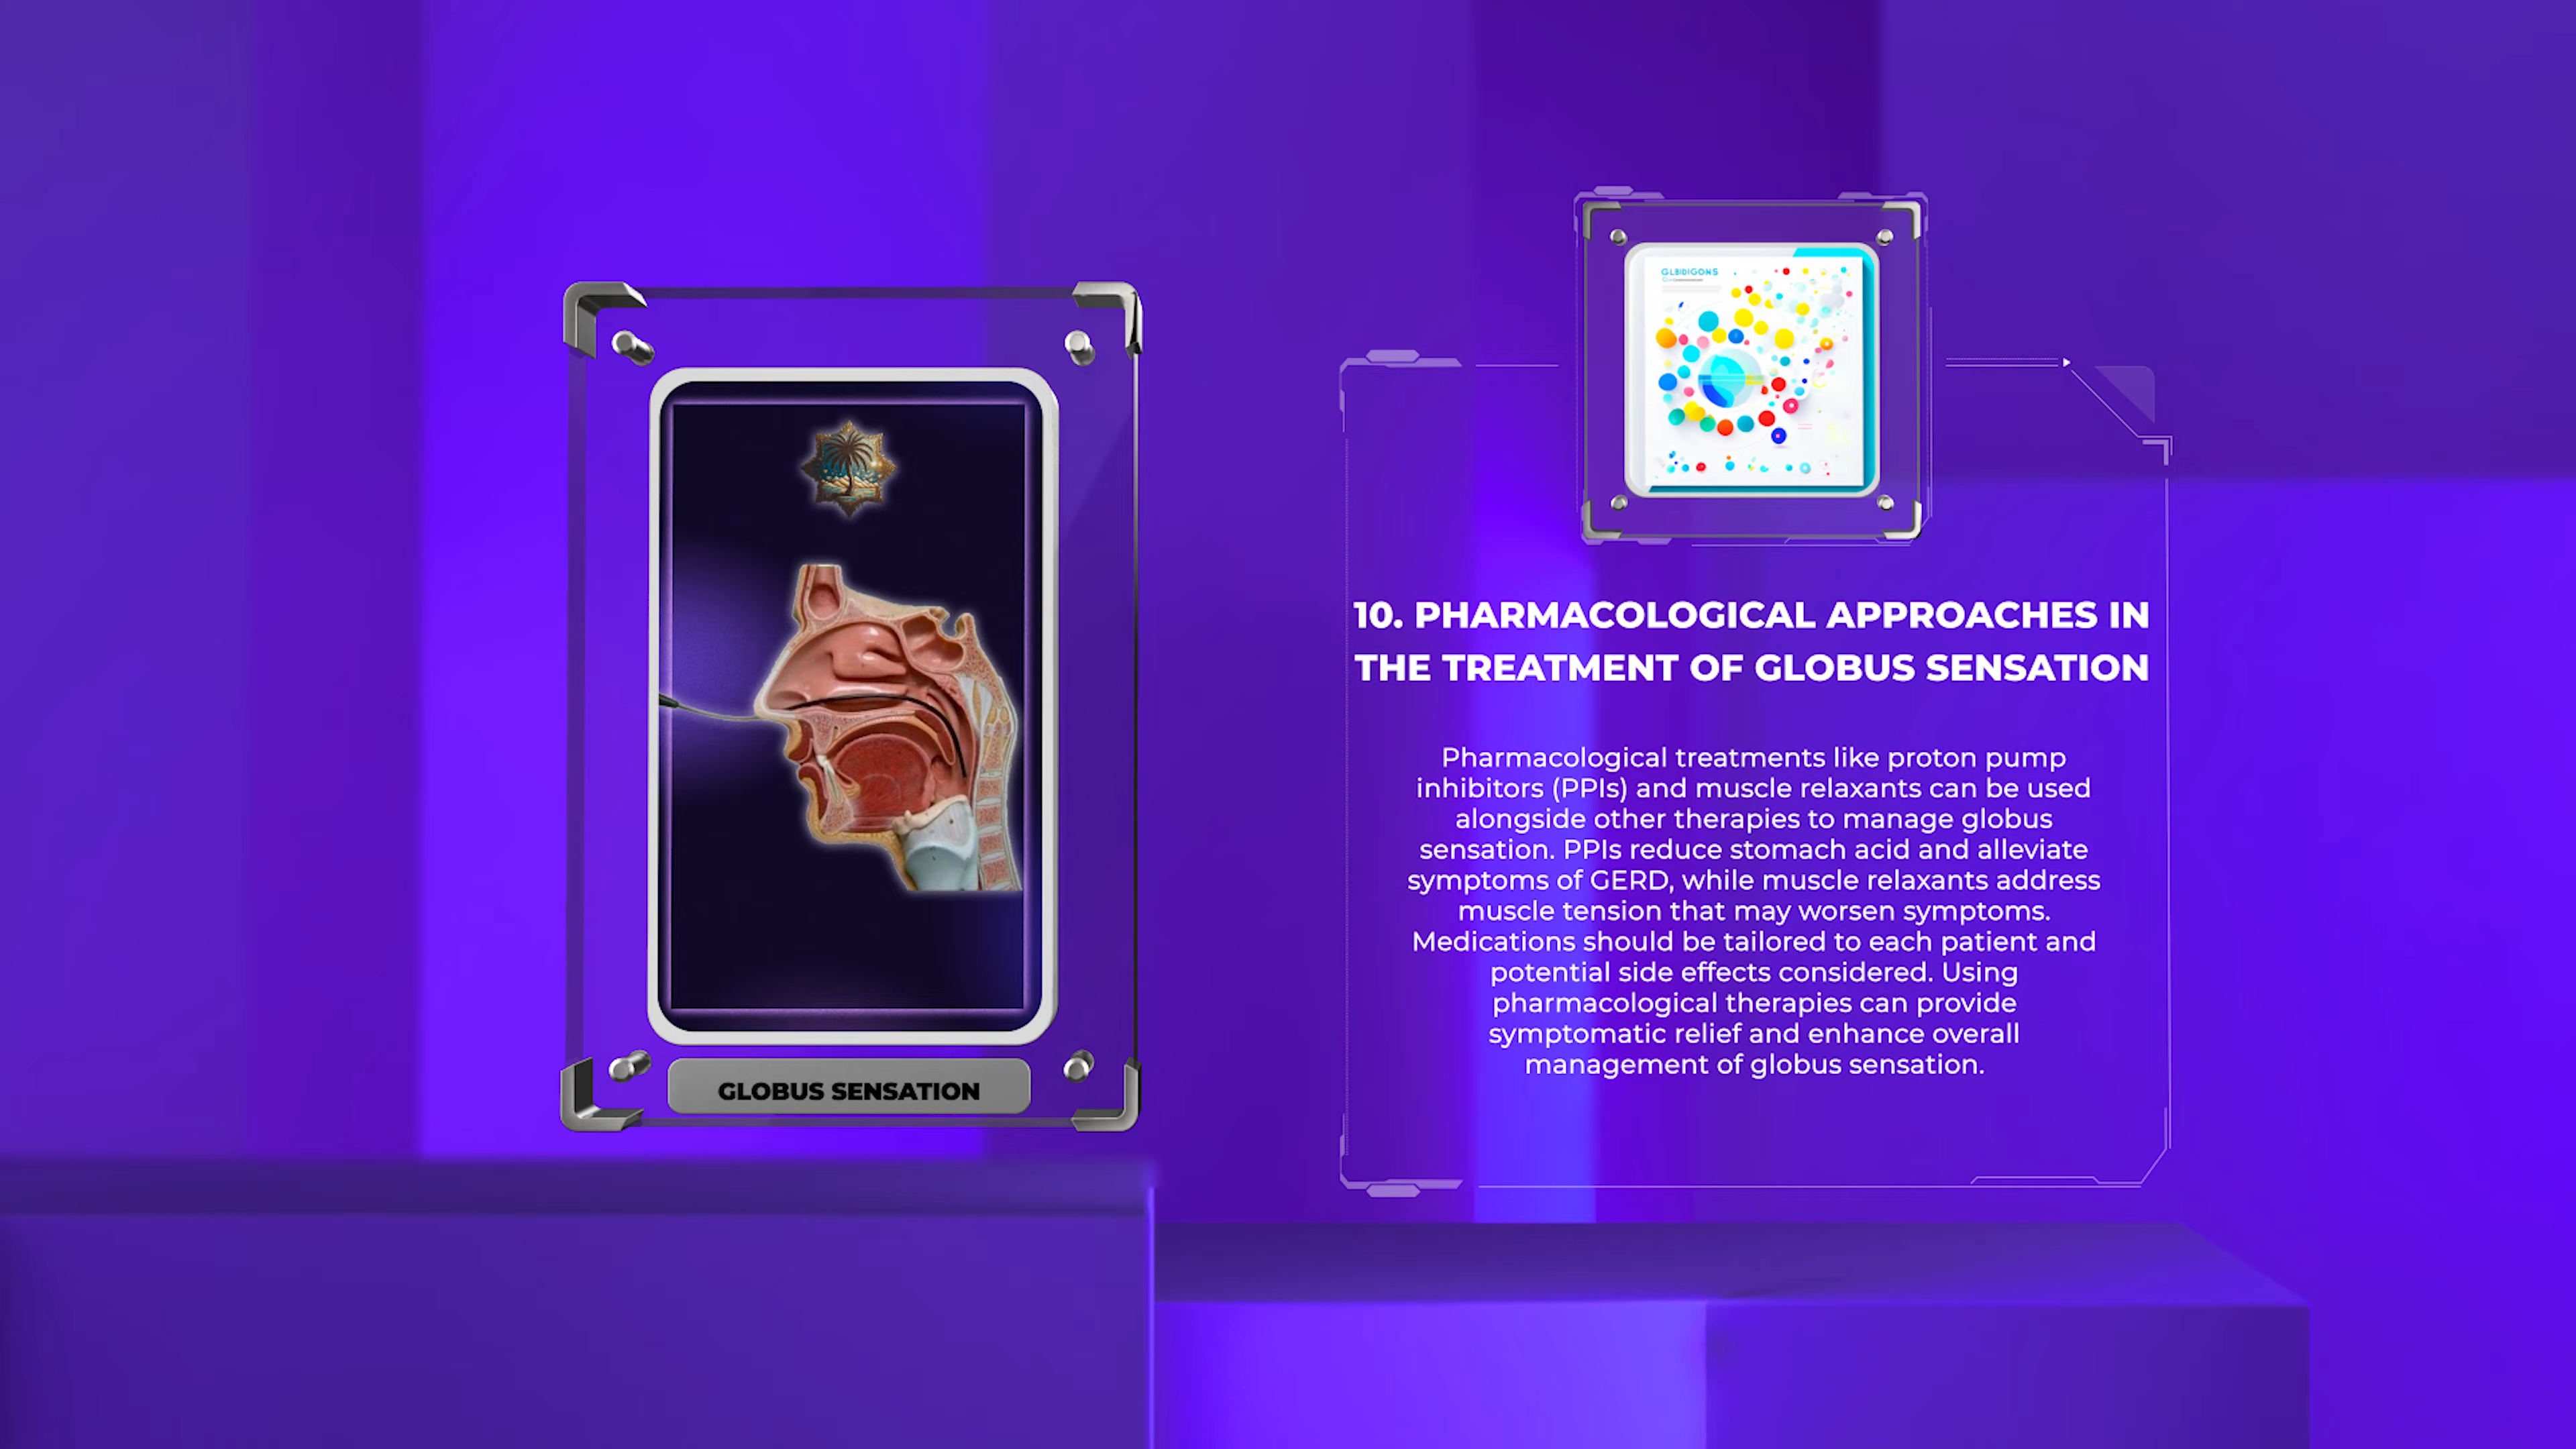 GLBIDIGONS
10. PHARMACOLOGICAL APPROACHES IN
THE TREATMENT OF GLOBUS SENSATION
Pharmacological treatments like proton pump
inhibitors (PPIs) and muscle relaxants can be used
alongside other therapies to manage globus
sensation. PPIs reduce stomach acid and alleviate
symptoms of GERD, while muscle relaxants address
muscle tension that may worsen symptoms.
Medications should be tailored to each patient and
potential side effects considered. Using
pharmacological therapies can provide
symptomatic relief and enhance overall
management of globus sensation.
GLOBUS SENSATION